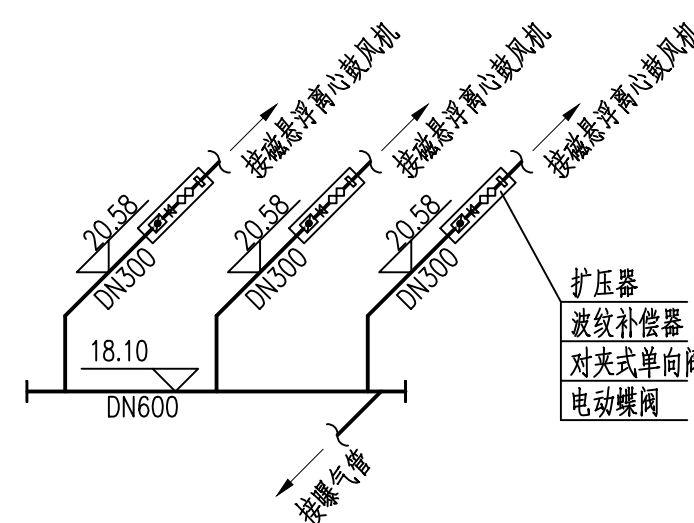 接磁悬浮离心鼓风机
接磁悬浮离心鼓风机
接磁悬浮离心鼓风机
20.58
20.58
20.58
DN300
DN300
DN300
扩压器
波纹补偿器
对夹式单向阀
电动蝶阀
18.10
DN600
接曝气管